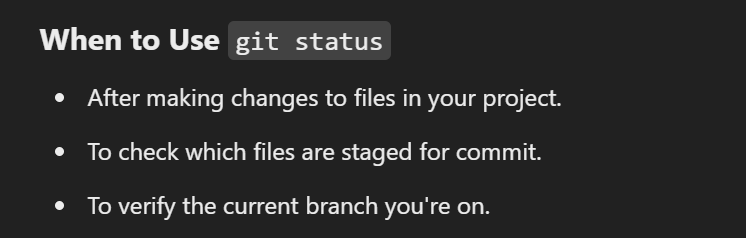 When to Use git status
After making changes to files in your project.
To check which files are staged for commit.
To verify the current branch you're on.